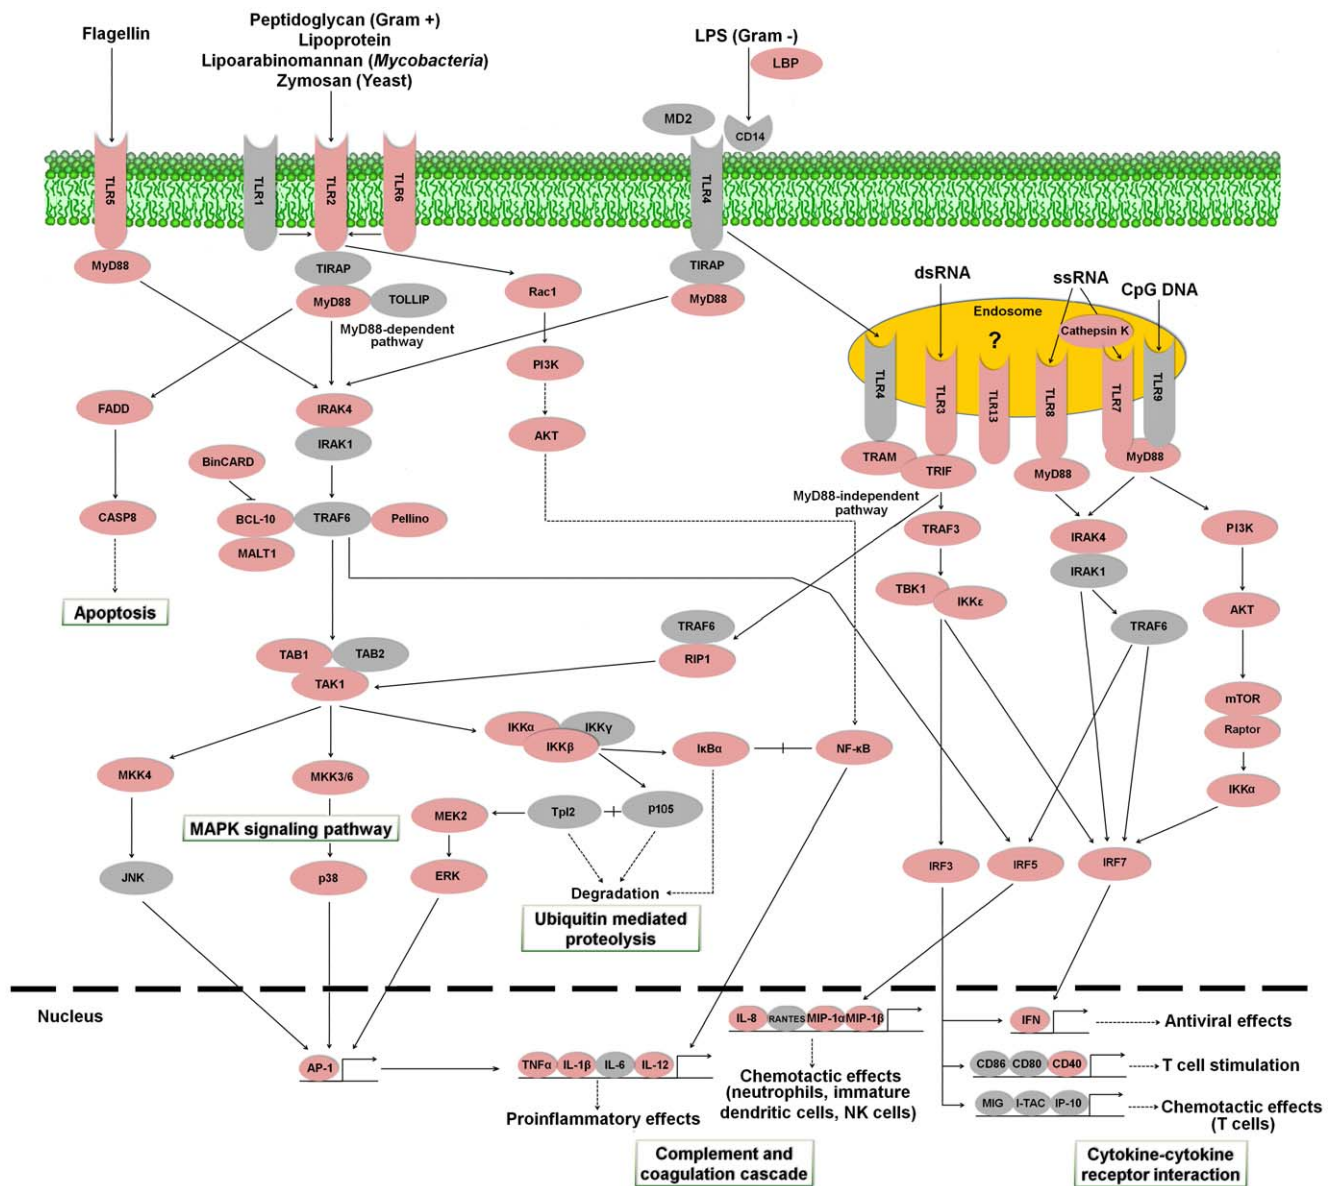 Flagellin
Peptidoglycan (Gram +)
Lipoprotein
Lipoarabinomannan (Mycobacteria)
Zymosan (Yeast)
LPS (Gram -)
LBP
MD2
CD14
TLR5
TLR1
TLR2
TLR6
TLR4
MyD88
TIRAP
MyD88
TOLLIP
MyD88-dependent
pathway
Rac1
TIRAP
MyD88
dsRNA
ssRNA
CpG DNA
Endosome
?
Cathepsin K
TLR4
TLR3
TLR13
TLR8
TLR7
TLR9
PI3K
AKT
FADD
IRAK4
IRAK1
BinCARD
CASP8
BCL-10
TRAF6
Pellino
MALT1
Apoptosis
TRAM
TRIF
MyD88
MyD88
MyD88-independent
pathway
TRAF3
IRAK4
IRAK1
PI3K
TBK1
IKKε
AKT
TRAF6
TRAF6
RIP1
TAB1
TAB2
TAK1
mTOR
Raptor
IKKα
IKKα
IKKγ
IKKβ
IκBα
NF-κB
MKK4
MKK3/6
MEK2
Tpl2
p105
MAPK signaling pathway
JNK
p38
ERK
Degradation
Ubiquitin mediated
proteolysis
IRF3
IRF5
IRF7
Nucleus
IL-8
RANTES
MIP-1α
MIP-1β
IFN
Antiviral effects
AP-1
TNFα
IL-1β
IL-6
IL-12
CD86
CD80
CD40
T cell stimulation
Chemotactic effects
(neutrophils, immature
dendritic cells, NK cells)
MIG
I-TAC
IP-10
Chemotactic effects
(T cells)
Proinflammatory effects
Complement and
coagulation cascade
Cytokine-cytokine
receptor interaction